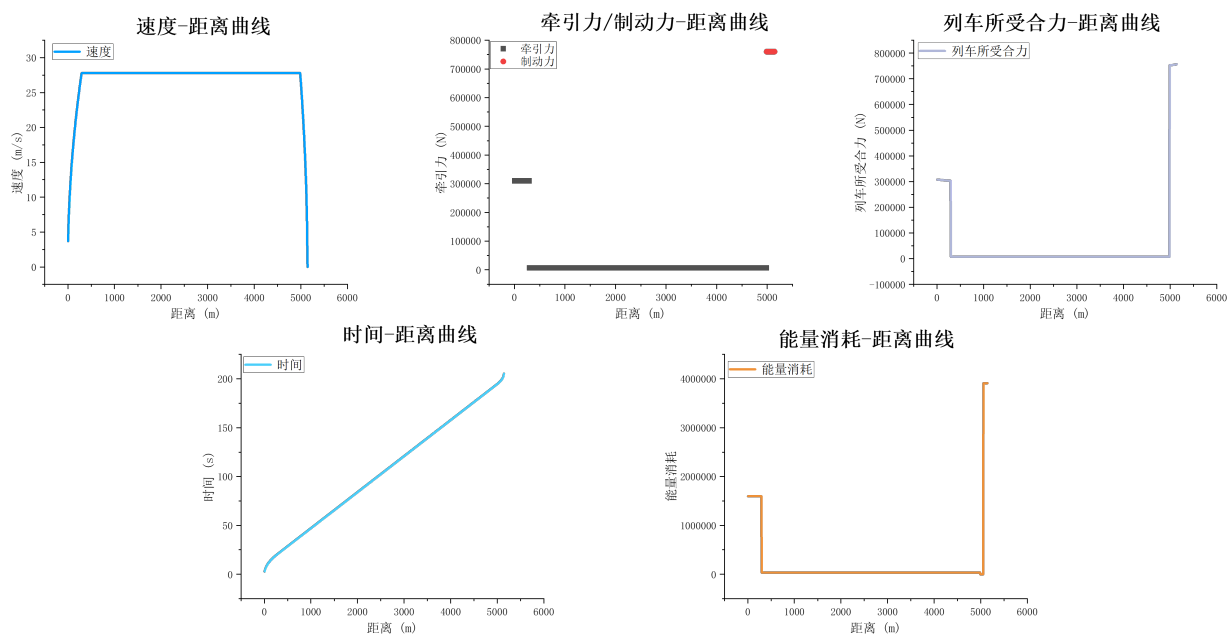 速度-距离曲线
速度
30
25
20
15
10
5
0
速度 (m/s)
0 1000 2000 3000 4000 5000 6000
距离 (m)
牵引力/制动力-距离曲线
牵引力
制动力
800000
700000
600000
500000
400000
300000
200000
100000
0
牵引力 (N)
0 1000 2000 3000 4000 5000
距离 (m)
列车所受合力-距离曲线
列车所受合力
800000
700000
600000
500000
400000
300000
200000
100000
0
-100000
列车所受合力 (N)
0 1000 2000 3000 4000 5000 6000
距离 (m)
时间-距离曲线
时间
200
150
100
50
0
时间 (s)
0 1000 2000 3000 4000 5000 6000
距离 (m)
能量消耗-距离曲线
能量消耗
4000000
3000000
2000000
1000000
0
能量消耗
0 1000 2000 3000 4000 5000 6000
距离 (m)